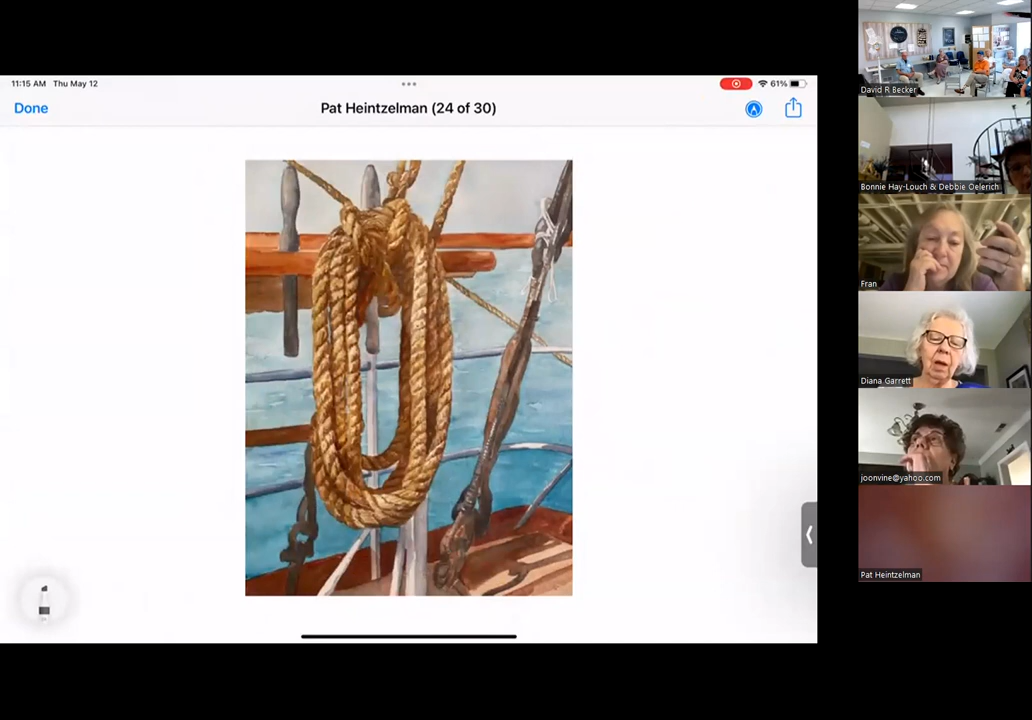 11:15 AM Thu May 12
61%
Done
Pat Heintzelman (24 of 30)
David R Becker
Bonnie Hay-Louch & Debbie Oelerich
Fran
Diana Garrett
joonvine@yahoo.com
Pat Heintzelman